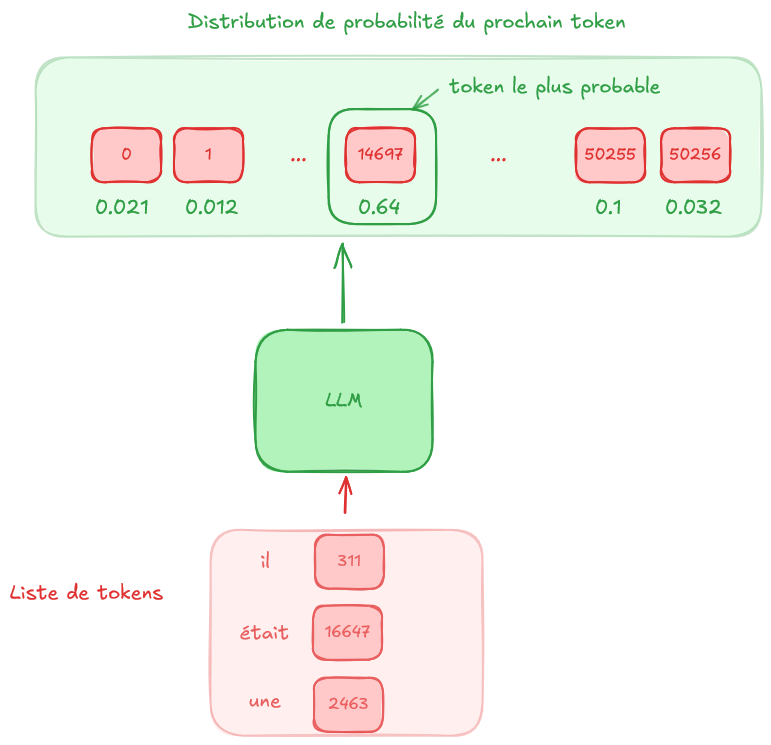 Distribution de probabilité du prochain token
token le plus probable
0 1 ... 14697 ... 50255 50256
0.021 0.012 0.64 0.1 0.032
LLM
il 311
Liste de tokens
était 16647
une 2463